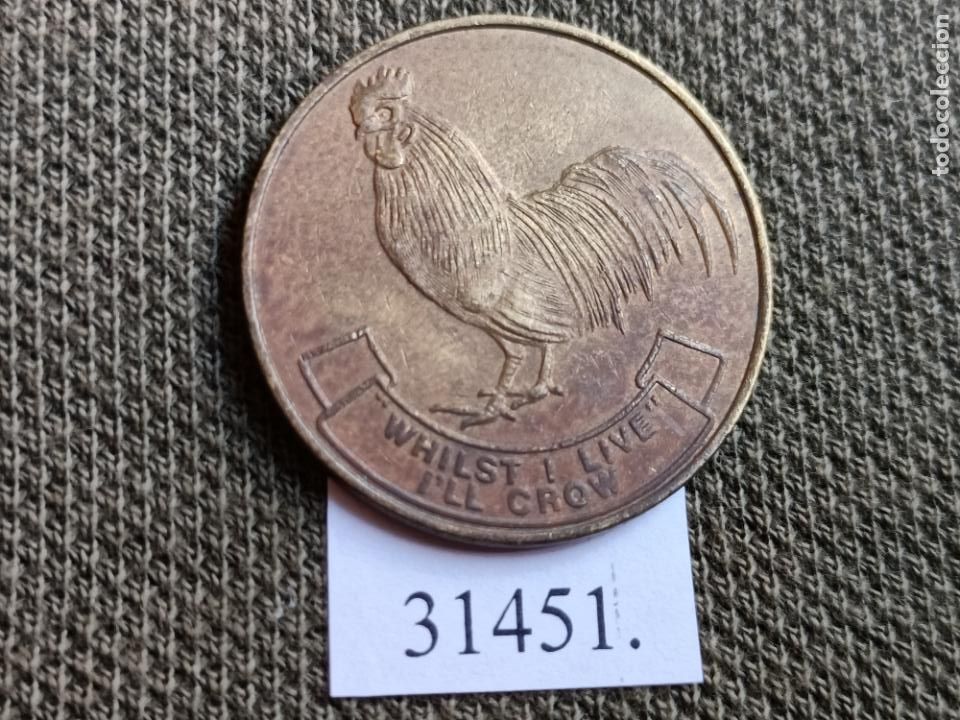 "WHILST I LIVE"
I'LL CROW
31451.
todocoleccion